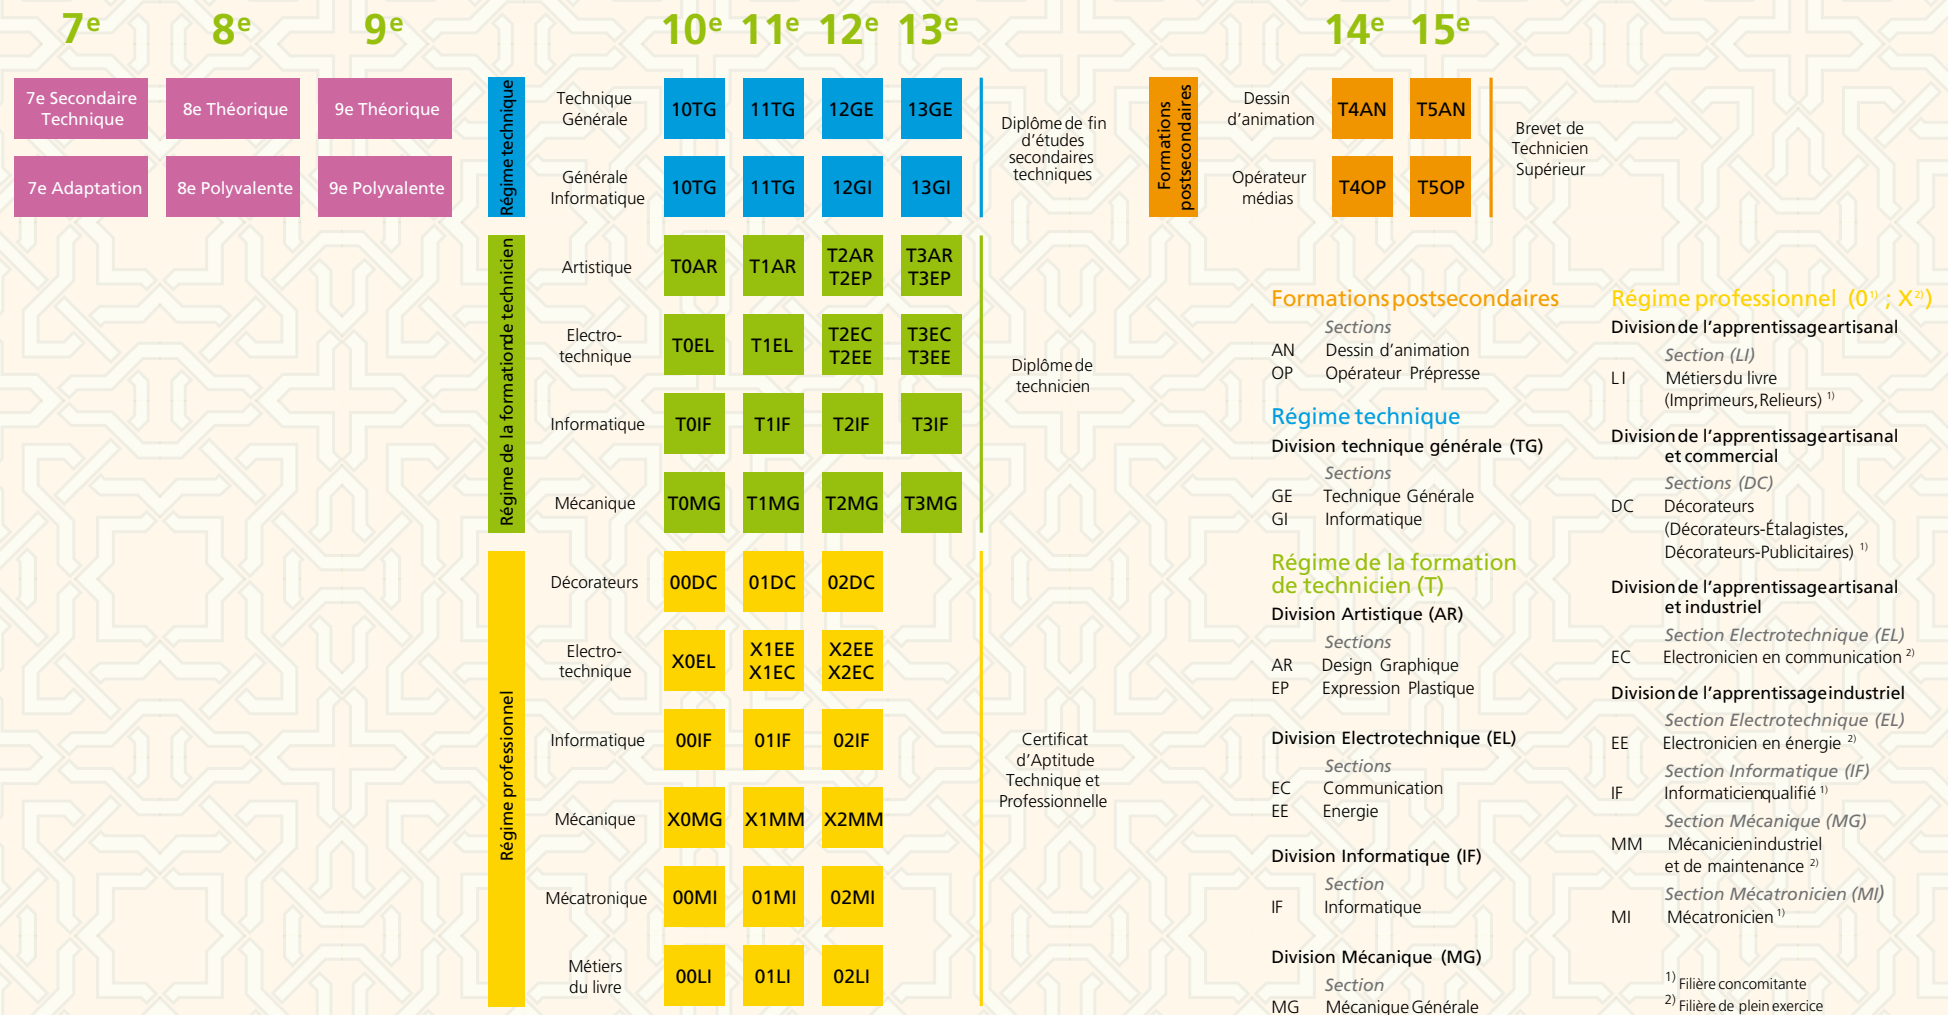 7e 8e 9e 10e 11e 12e 13e 14e 15e
7e Secondaire
Technique
8e Théorique
9e Théorique
7e Adaptation
8e Polyvalente
9e Polyvalente
Régime technique
Technique
Générale
10TG 11TG 12GE 13GE
Générale
Informatique
10TG 11TG 12GI 13GI
Diplôme de fin
d'études
secondaires
techniques
Régime de la formation de technicien
Artistique
T0AR T1AR T2AR T3AR
T2EP T3EP
Electro-
technique
T0EL T1EL T2EC T3EC
T2EE T3EE
Informatique
T0IF T1IF T2IF T3IF
Mécanique
T0MG T1MG T2MG T3MG
Diplôme de
technicien
Régime professionnel
Décorateurs
00DC 01DC 02DC
Electro-
technique
X0EL X1EE X2EE
X1EC X2EC
Informatique
00IF 01IF 02IF
Mécanique
X0MG X1MM X2MM
Mécatronique
00MI 01MI 02MI
Métiers
du livre
00LI 01LI 02LI
Certificat
d'Aptitude
Technique et
Professionnelle
Formations
postsecondaires
Dessin
d'animation
T4AN T5AN
Opérateur
médias
T4OP T5OP
Brevet de
Technicien
Supérieur
Formations postsecondaires
Sections
AN Dessin d'animation
OP Opérateur Prépresse
Régime technique
Division technique générale (TG)
Sections
GE Technique Générale
GI Informatique
Régime de la formation
de technicien (T)
Division Artistique (AR)
Sections
AR Design Graphique
EP Expression Plastique
Division Electrotechnique (EL)
Sections
EC Communication
EE Energie
Division Informatique (IF)
Section
IF Informatique
Division Mécanique (MG)
Section
MG Mécanique Générale
Régime professionnel (0 1) ; X 2))
Division de l'apprentissage artisanal
Section (LI)
LI Métiers du livre
(Imprimeurs, Relieurs) 1)
Division de l'apprentissage artisanal
et commercial
Sections (DC)
DC Décorateurs
(Décorateurs-Étalagistes,
Décorateurs-Publicitaires) 1)
Division de l'apprentissage artisanal
et industriel
Section Electrotechnique (EL)
EC Electronicien en communication 2)
Division de l'apprentissage industriel
Section Electrotechnique (EL)
EE Electronicien en énergie 2)
Section Informatique (IF)
IF Informaticien qualifié 1)
Section Mécanique (MG)
MM Mécanicien industriel
et de maintenance 2)
Section Mécatronicien (MI)
MI Mécatronicien 1)
1) Filière concomitante
2) Filière de plein exercice